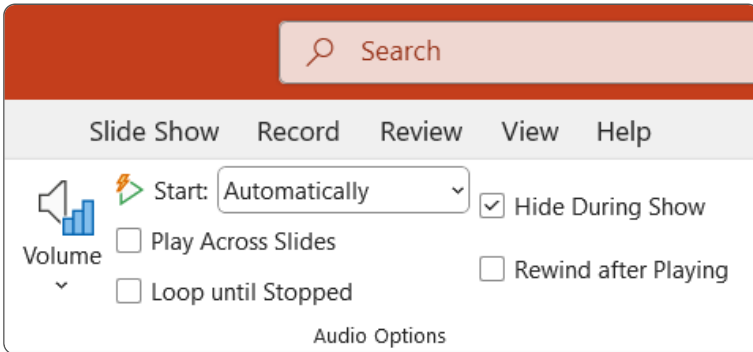 Search
Slide Show Record Review View Help
Start: Automatically
Hide During Show
Volume
Play Across Slides
Rewind after Playing
Loop until Stopped
Audio Options